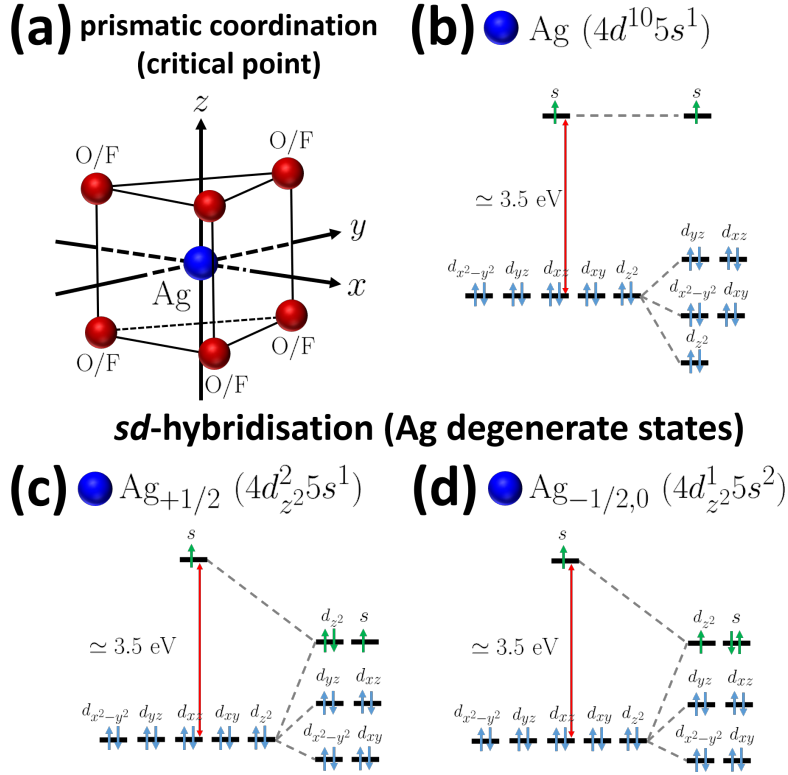 (a) prismatic coordination
(critical point)
z
O/F
O/F
O/F
y
x
Ag
O/F
O/F
O/F
(b) Ag (4d¹⁰5s¹)
s s
≃ 3.5 eV
d_{yz} d_{xz}
d_{x²−y²} d_{yz} d_{xz} d_{xy} d_{z²}
d_{x²−y²} d_{xy}
d_{z²}
sd-hybridisation (Ag degenerate states)
(c) Ag_{+1/2} (4d²_{z²}5s¹)
s
d_{z²} s
≃ 3.5 eV
d_{yz} d_{xz}
d_{x²−y²} d_{yz} d_{xz} d_{xy} d_{z²}
d_{x²−y²} d_{xy}
(d) Ag_{−1/2,0} (4d¹_{z²}5s²)
s
d_{z²} s
≃ 3.5 eV
d_{yz} d_{xz}
d_{x²−y²} d_{yz} d_{xz} d_{xy} d_{z²}
d_{x²−y²} d_{xy}